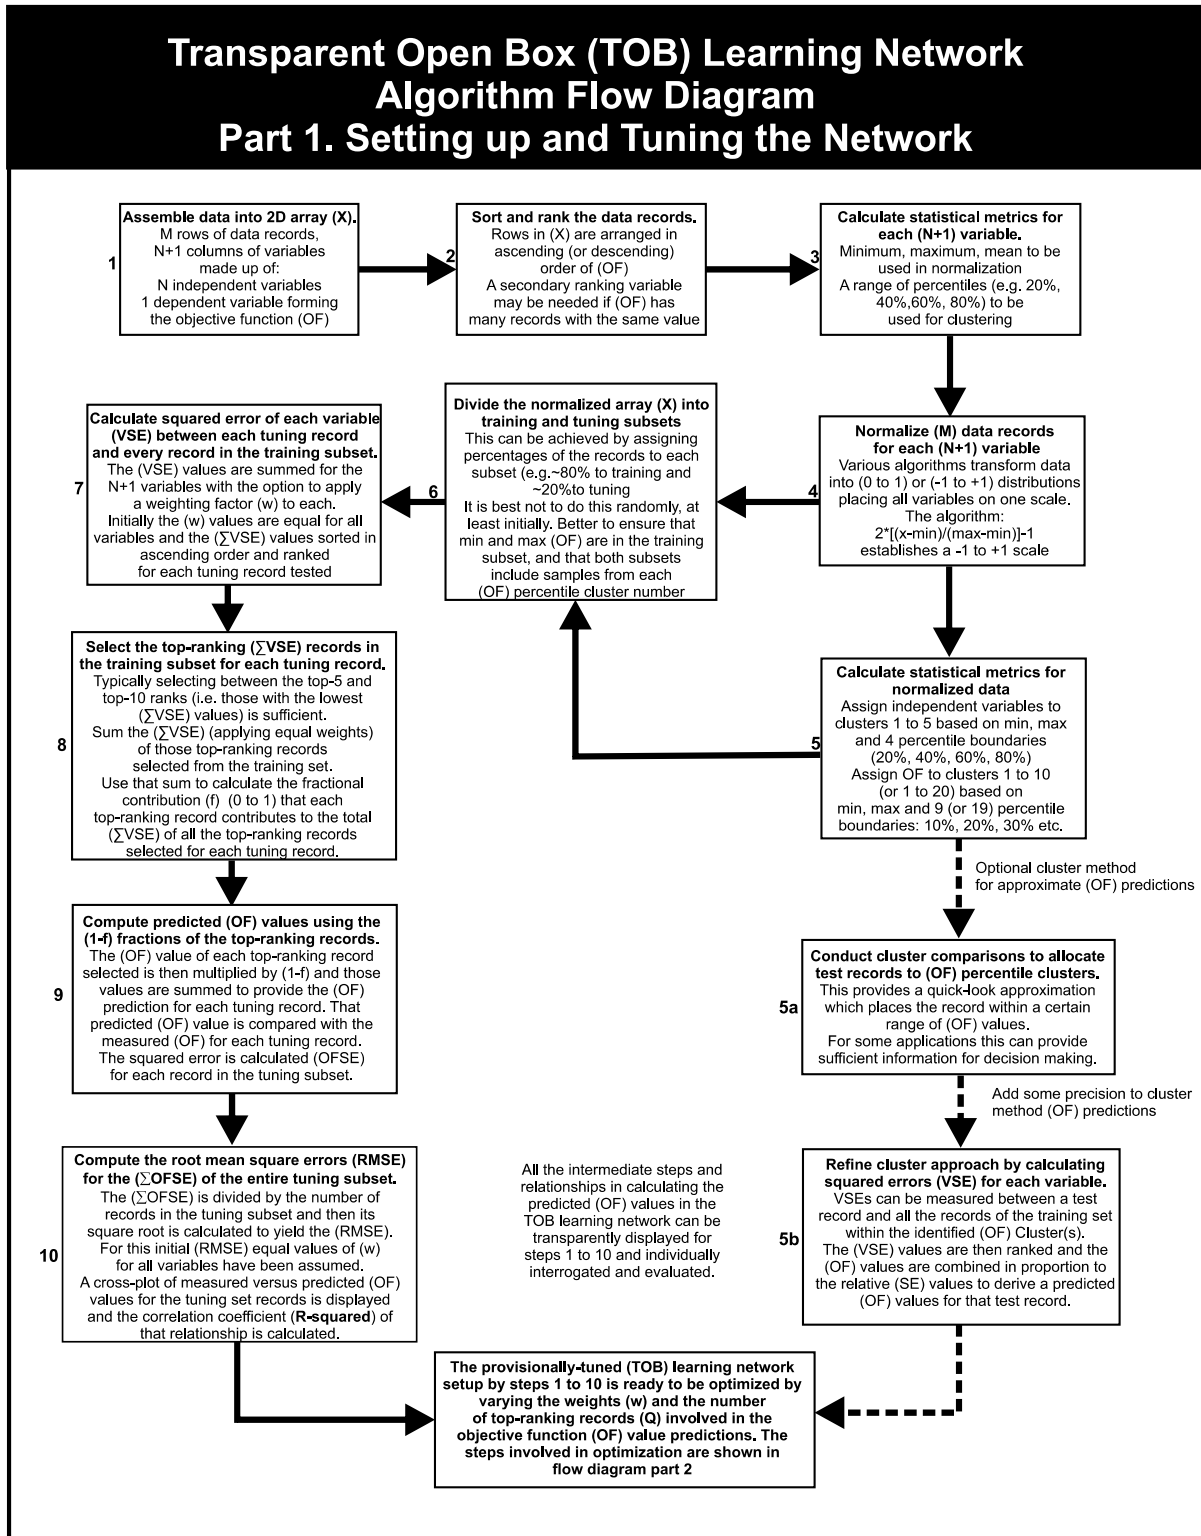 Transparent Open Box (TOB) Learning Network
Algorithm Flow Diagram
Part 1. Setting up and Tuning the Network
1
Assemble data into 2D array (X).
M rows of data records,
N+1 columns of variables
made up of:
N independent variables
1 dependent variable forming
the objective function (OF)
2
Sort and rank the data records.
Rows in (X) are arranged in
ascending (or descending)
order of (OF)
A secondary ranking variable
may be needed if (OF) has
many records with the same value
3
Calculate statistical metrics for
each (N+1) variable.
Minimum, maximum, mean to be
used in normalization
A range of percentiles (e.g. 20%,
40%,60%, 80%) to be
used for clustering
4
Normalize (M) data records
for each (N+1) variable
Various algorithms transform data
into (0 to 1) or (-1 to +1) distributions
placing all variables on one scale.
The algorithm:
2*[(x-min)/(max-min)]-1
establishes a -1 to +1 scale
5
Calculate statistical metrics for
normalized data
Assign independent variables to
clusters 1 to 5 based on min, max
and 4 percentile boundaries
(20%, 40%, 60%, 80%)
Assign OF to clusters 1 to 10
(or 1 to 20) based on
min, max and 9 (or 19) percentile
boundaries: 10%, 20%, 30% etc.
Optional cluster method
for approximate (OF) predictions
5a
Conduct cluster comparisons to allocate
test records to (OF) percentile clusters.
This provides a quick-look approximation
which places the record within a certain
range of (OF) values.
For some applications this can provide
sufficient information for decision making.
Add some precision to cluster
method (OF) predictions
5b
Refine cluster approach by calculating
squared errors (VSE) for each variable.
VSEs can be measured between a test
record and all the records of the training set
within the identified (OF) Cluster(s).
The (VSE) values are then ranked and the
(OF) values are combined in proportion to
the relative (SE) values to derive a predicted
(OF) values for that test record.
6
Divide the normalized array (X) into
training and tuning subsets
This can be achieved by assigning
percentages of the records to each
subset (e.g.~80% to training and
~20%to tuning
It is best not to do this randomly, at
least initially. Better to ensure that
min and max (OF) are in the training
subset, and that both subsets
include samples from each
(OF) percentile cluster number
7
Calculate squared error of each variable
(VSE) between each tuning record
and every record in the training subset.
The (VSE) values are summed for the
N+1 variables with the option to apply
a weighting factor (w) to each.
Initially the (w) values are equal for all
variables and the (∑VSE) values sorted in
ascending order and ranked
for each tuning record tested
8
Select the top-ranking (∑VSE) records in
the training subset for each tuning record.
Typically selecting between the top-5 and
top-10 ranks (i.e. those with the lowest
(∑VSE) values) is sufficient.
Sum the (∑VSE) (applying equal weights)
of those top-ranking records
selected from the training set.
Use that sum to calculate the fractional
contribution (f) (0 to 1) that each
top-ranking record contributes to the total
(∑VSE) of all the top-ranking records
selected for each tuning record.
9
Compute predicted (OF) values using the
(1-f) fractions of the top-ranking records.
The (OF) value of each top-ranking record
selected is then multiplied by (1-f) and those
values are summed to provide the (OF)
prediction for each tuning record. That
predicted (OF) value is compared with the
measured (OF) for each tuning record.
The squared error is calculated (OFSE)
for each record in the tuning subset.
10
Compute the root mean square errors (RMSE)
for the (∑OFSE) of the entire tuning subset.
The (∑OFSE) is divided by the number of
records in the tuning subset and then its
square root is calculated to yield the (RMSE).
For this initial (RMSE) equal values of (w)
for all variables have been assumed.
A cross-plot of measured versus predicted (OF)
values for the tuning set records is displayed
and the correlation coefficient (R-squared) of
that relationship is calculated.
All the intermediate steps and
relationships in calculating the
predicted (OF) values in the
TOB learning network can be
transparently displayed for
steps 1 to 10 and individually
interrogated and evaluated.
The provisionally-tuned (TOB) learning network
setup by steps 1 to 10 is ready to be optimized by
varying the weights (w) and the number
of top-ranking records (Q) involved in the
objective function (OF) value predictions. The
steps involved in optimization are shown in
flow diagram part 2